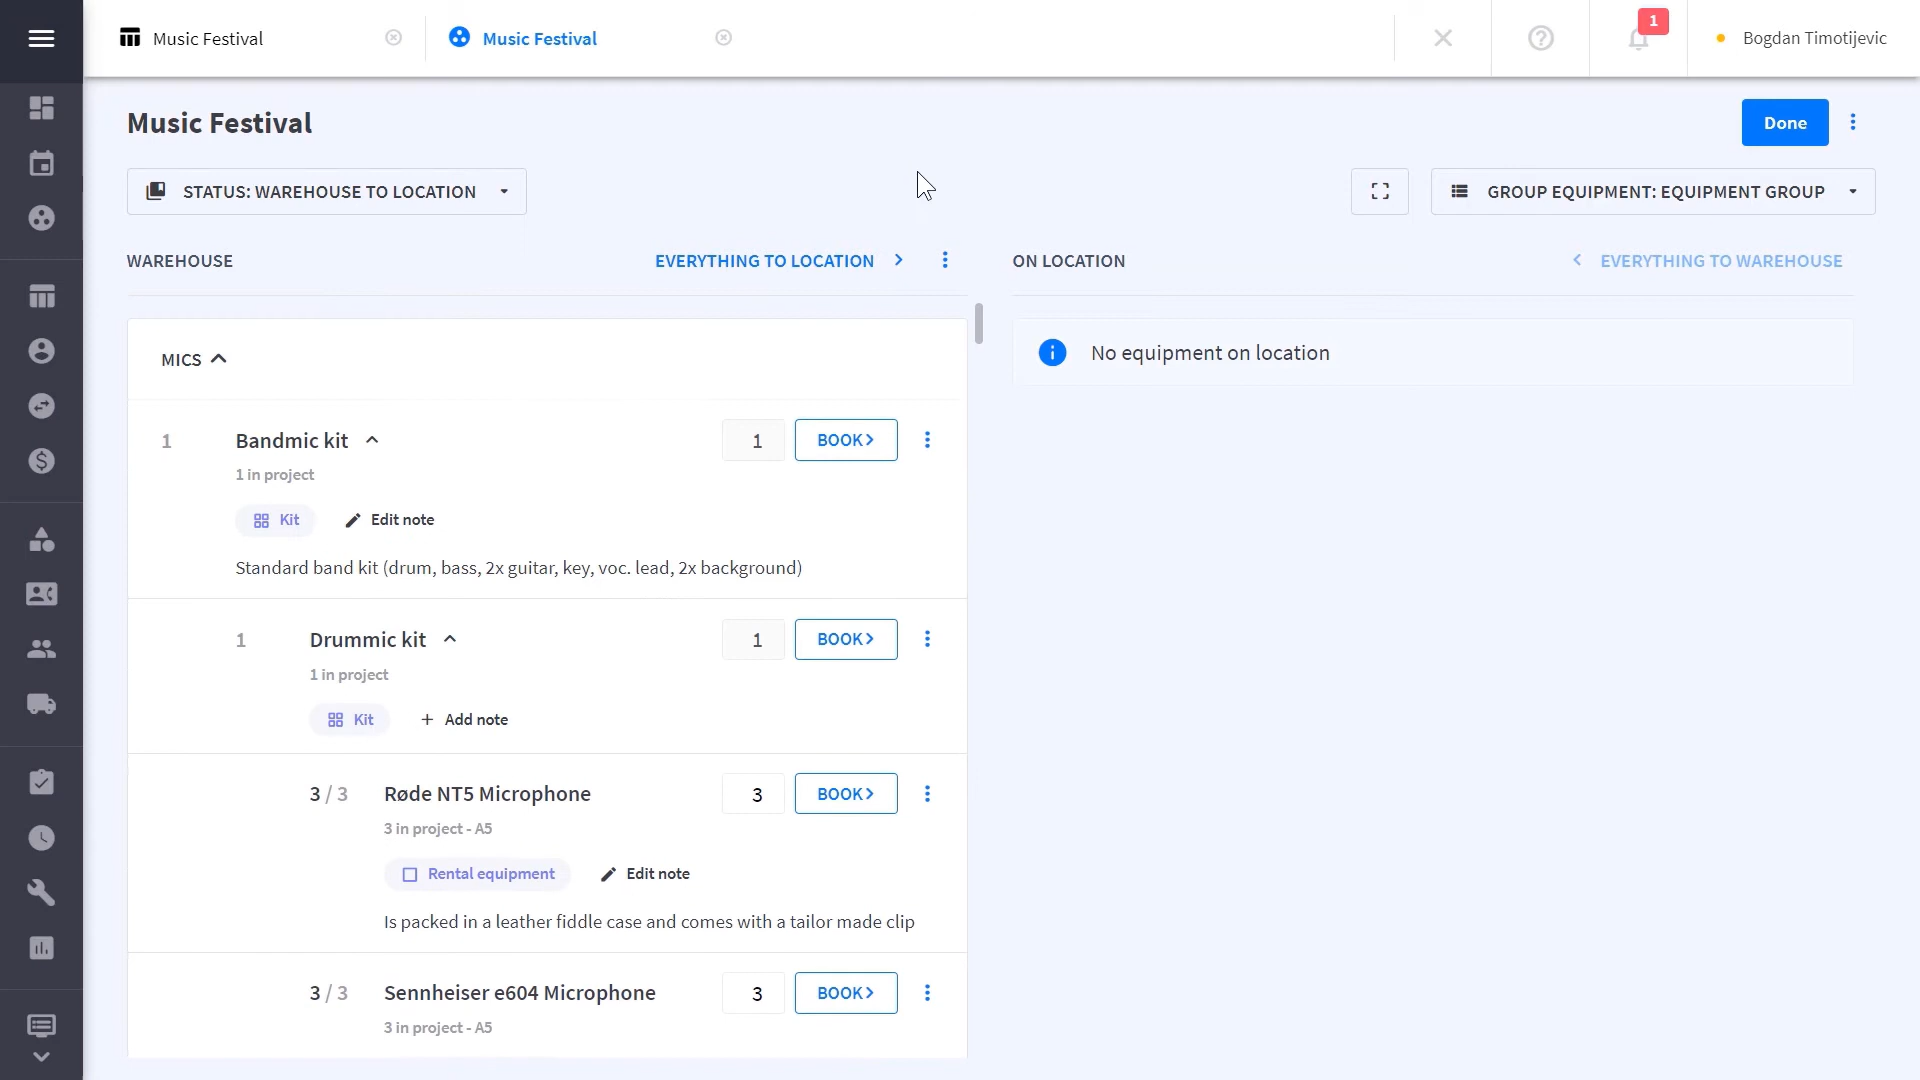 Music Festival
Music Festival
1
Bogdan Timotijevic
Music Festival
Done
STATUS: WAREHOUSE TO LOCATION
GROUP EQUIPMENT: EQUIPMENT GROUP
WAREHOUSE
EVERYTHING TO LOCATION
ON LOCATION
EVERYTHING TO WAREHOUSE
MICS
No equipment on location
1 Bandmic kit 1 BOOK
1 in project
Kit Edit note
Standard band kit (drum, bass, 2x guitar, key, voc. lead, 2x background)
1 Drummic kit 1 BOOK
1 in project
Kit + Add note
3 / 3 Røde NT5 Microphone 3 BOOK
3 in project - A5
Rental equipment Edit note
Is packed in a leather fiddle case and comes with a tailor made clip
3 / 3 Sennheiser e604 Microphone 3 BOOK
3 in project - A5